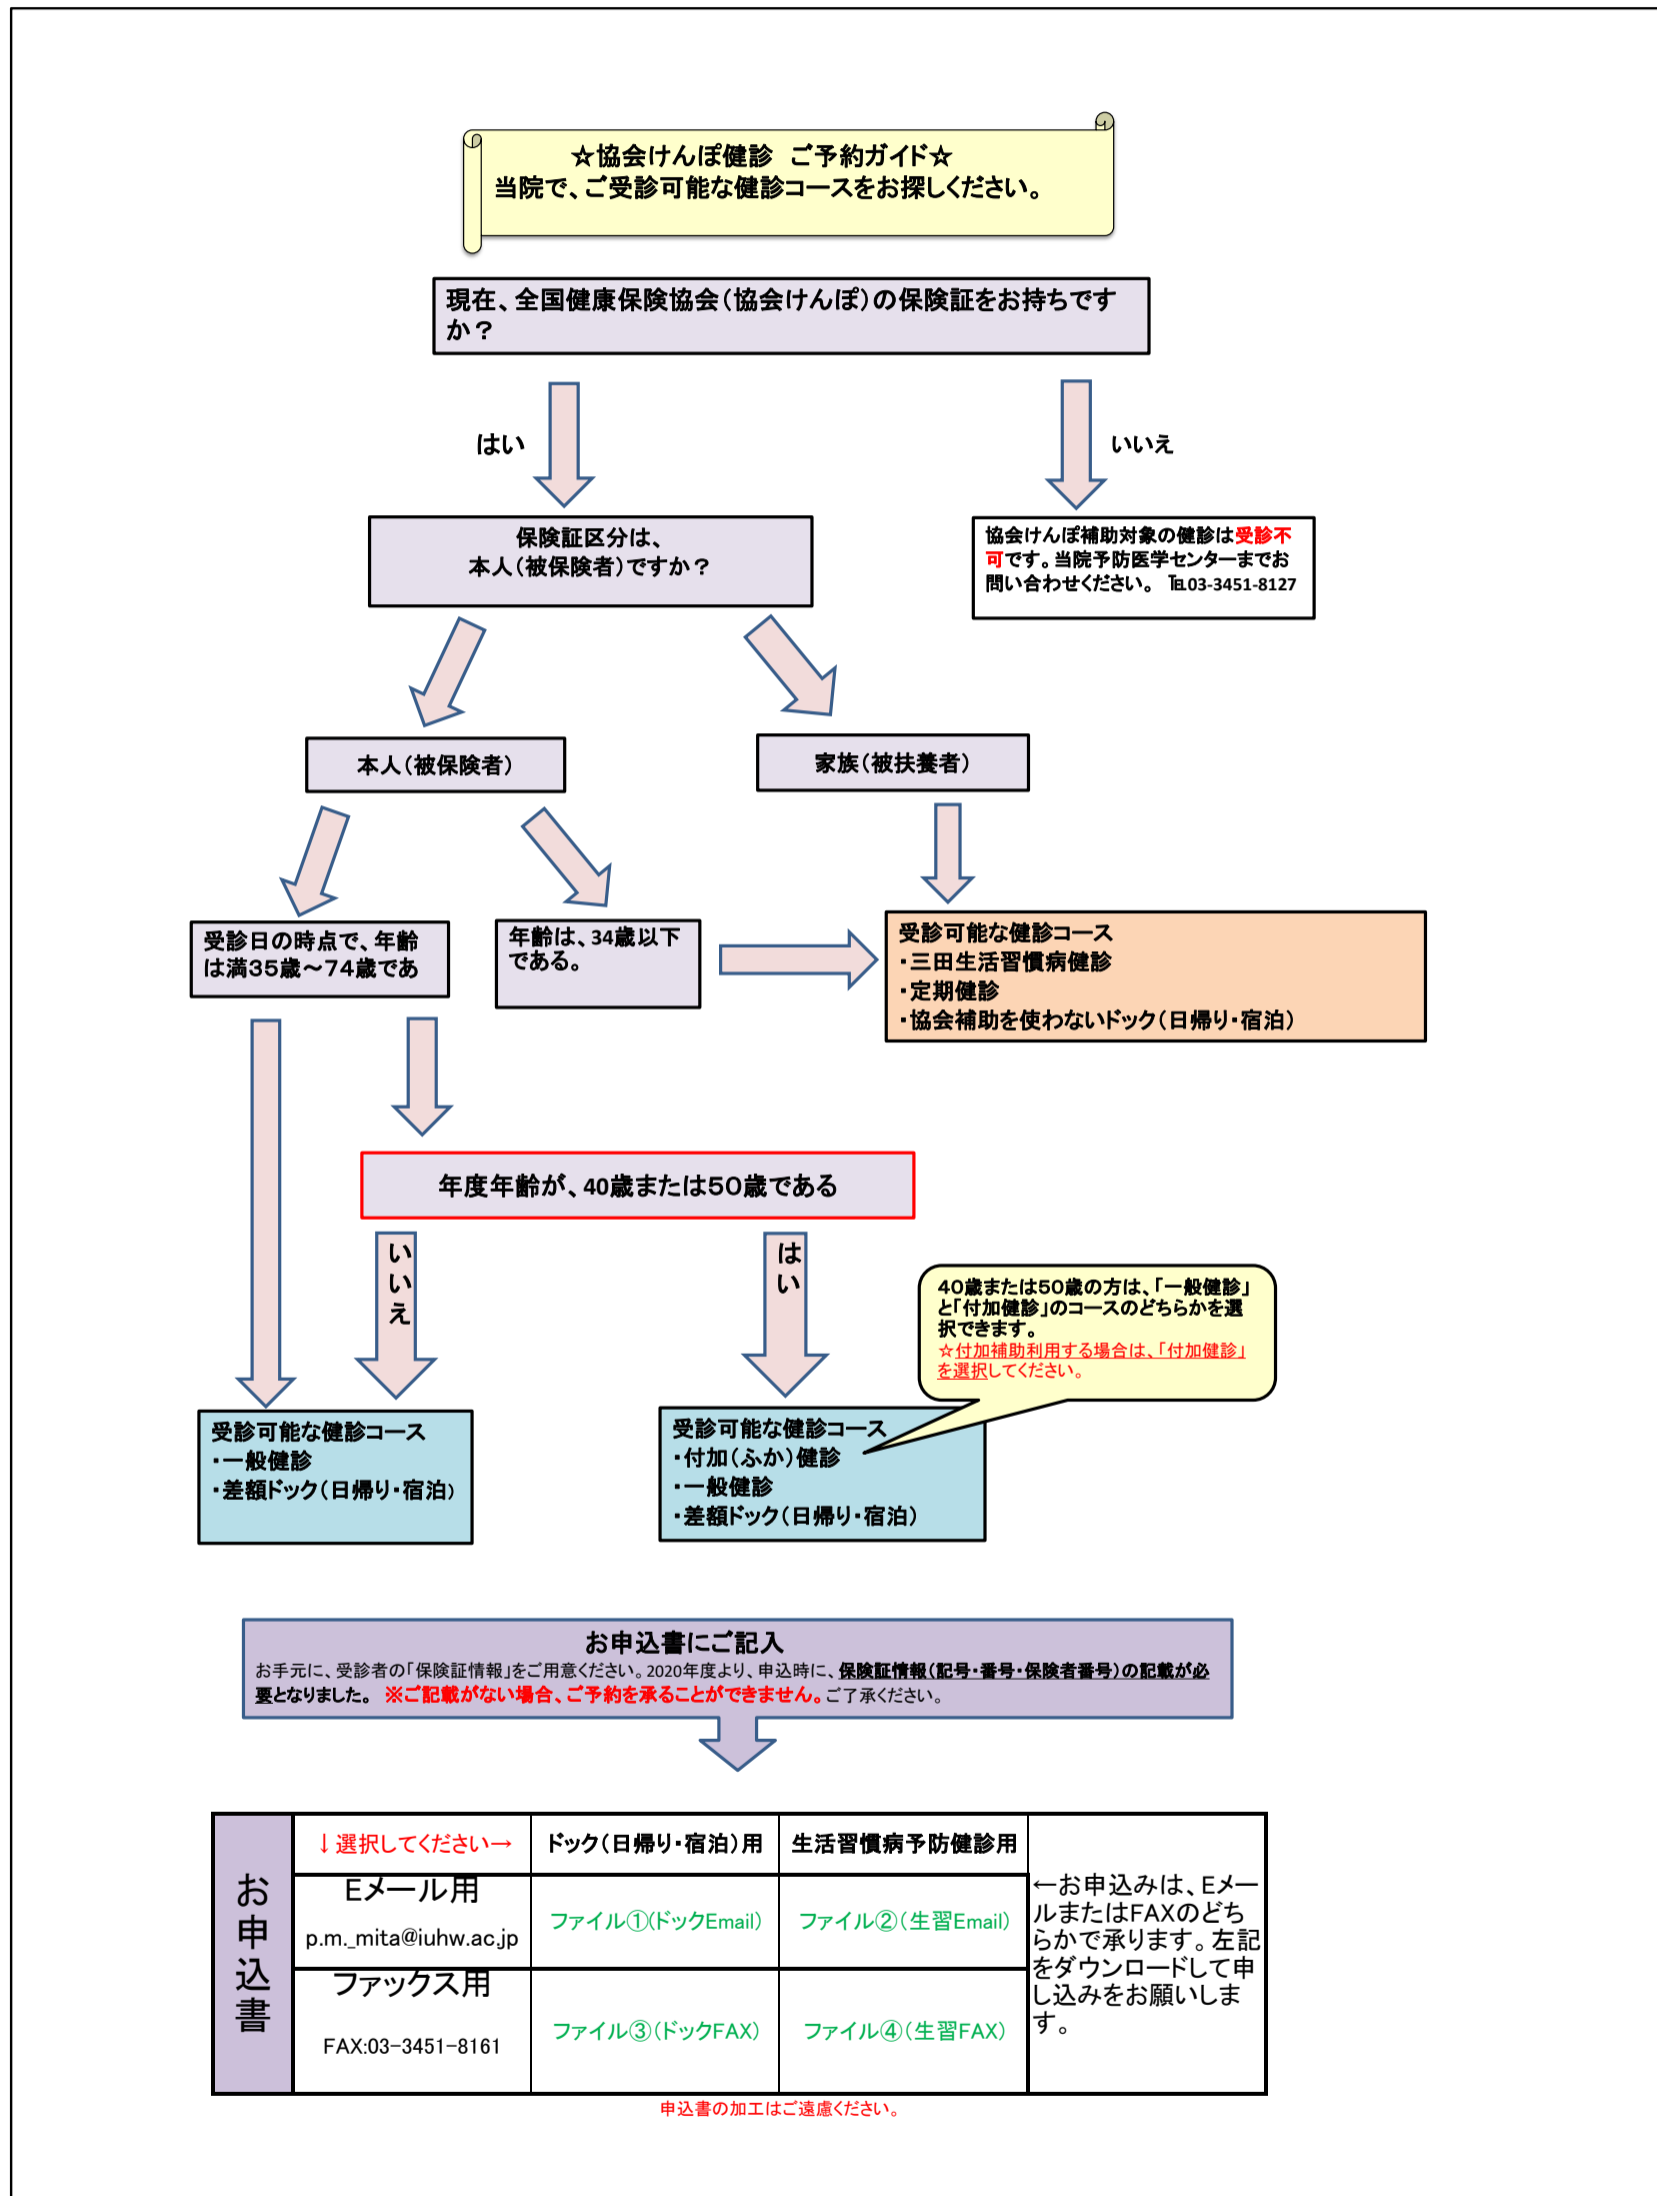 ☆協会けんぽ健診 ご予約ガイド☆
当院で、ご受診可能な健診コースをお探しください。
現在、全国健康保険協会（協会けんぽ）の保険証をお持ちです
か？
はい
いいえ
保険証区分は、
本人（被保険者）ですか？
協会けんぽ補助対象の健診は受診不
可です。当院予防医学センターまでお
問い合わせください。 ℡03-3451-8127
本人（被保険者）
家族（被扶養者）
受診日の時点で、年齢
は満３５歳～７４歳であ
年齢は、34歳以下
である。
受診可能な健診コース
・三田生活習慣病健診
・定期健診
・協会補助を使わないドック（日帰り・宿泊）
年度年齢が、40歳または５０歳である
いいえ
はい
４０歳または５０歳の方は、「一般健診」
と「付加健診」のコースのどちらかを選
択できます。
☆付加補助利用する場合は、「付加健診」
を選択してください。
受診可能な健診コース
・一般健診
・差額ドック（日帰り・宿泊）
受診可能な健診コース
・付加（ふか）健診
・一般健診
・差額ドック（日帰り・宿泊）
お申込書にご記入
お手元に、受診者の「保険証情報」をご用意ください。2020年度より、申込時に、保険証情報（記号・番号・保険者番号）の記載が必
要となりました。 ※ご記載がない場合、ご予約を承ることができません。ご了承ください。
お申込書
↓選択してください→
ドック（日帰り・宿泊）用
生活習慣病予防健診用
Eメール用
p.m._mita@iuhw.ac.jp
ファイル①(ドックEmail)
ファイル②（生習Email)
ファックス用
FAX:03-3451-8161
ファイル③（ドックFAX)
ファイル④（生習FAX)
←お申込みは、Eメー
ルまたはFAXのどち
らかで承ります。左記
をダウンロードして申
し込みをお願いしま
す。
申込書の加工はご遠慮ください。